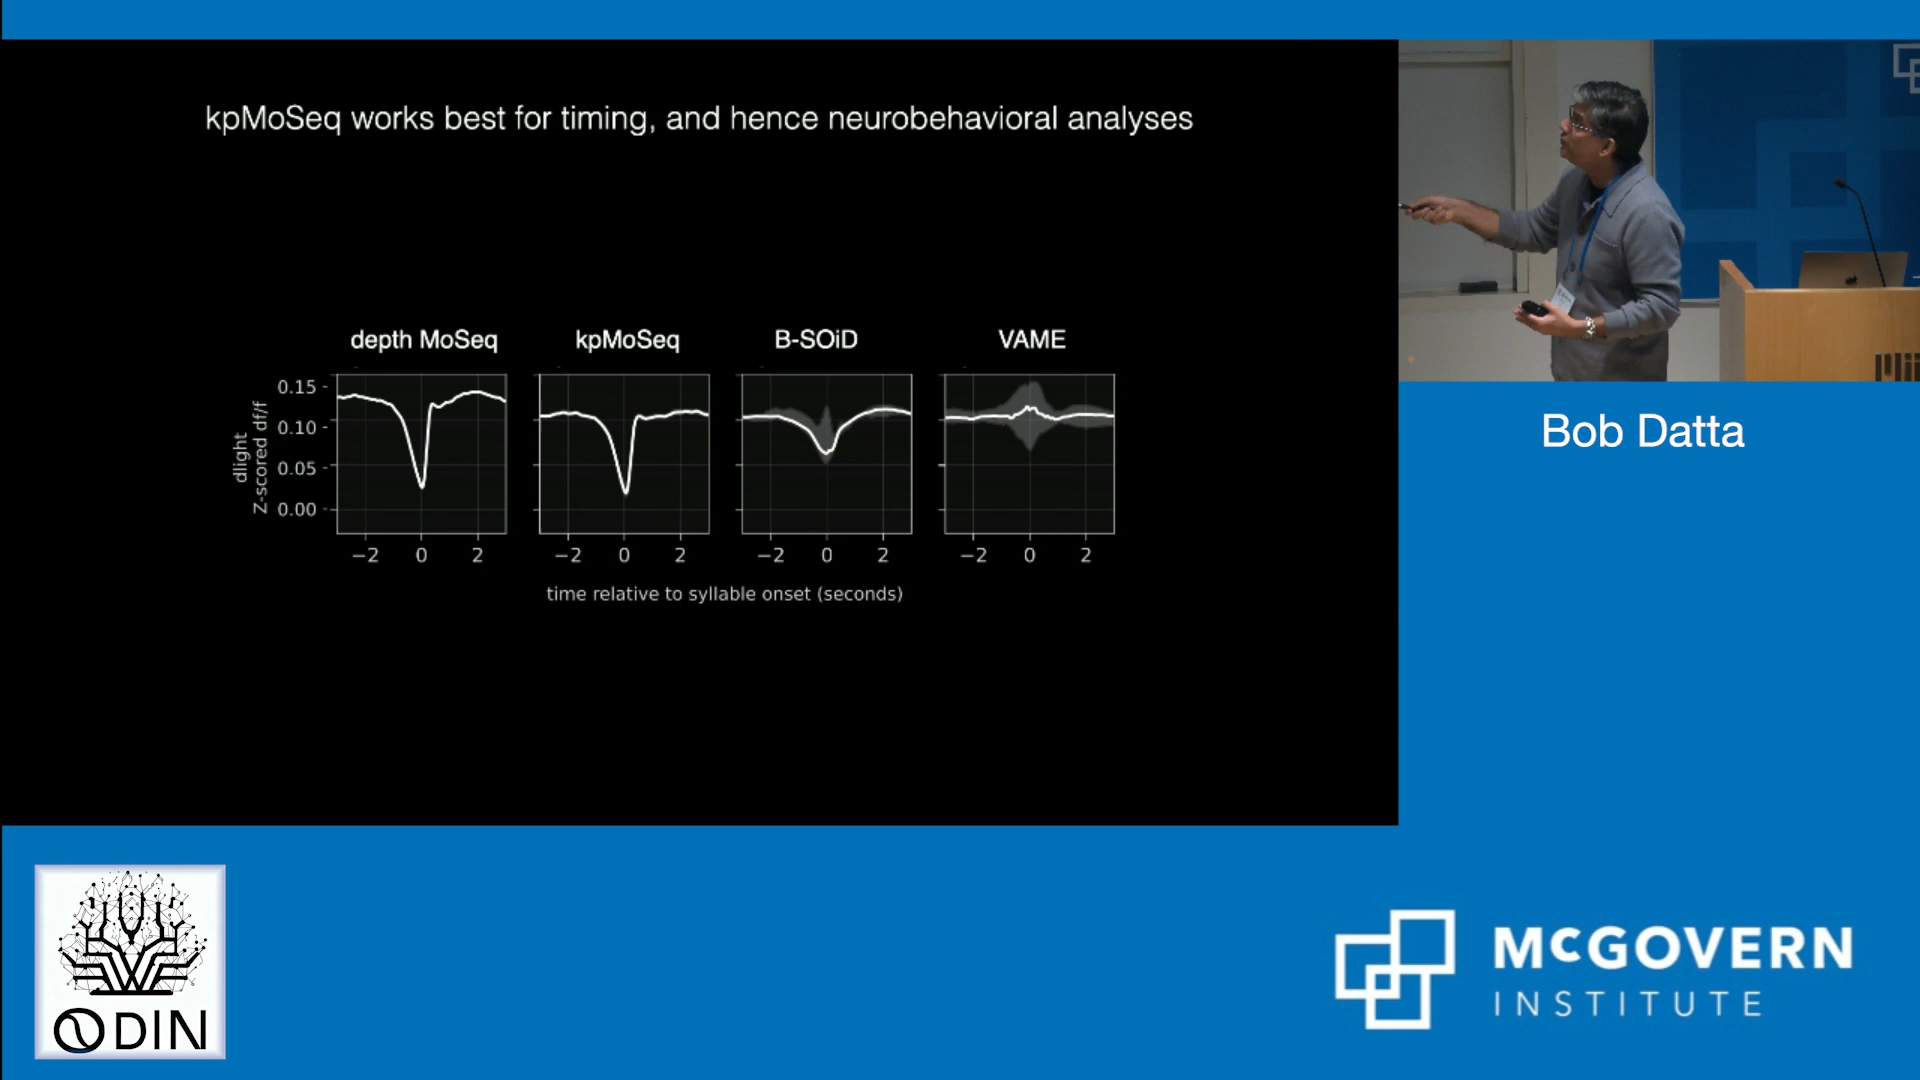 kpMoSeq works best for timing, and hence neurobehavioral analyses
depth MoSeq
kpMoSeq
B-SOiD
VAME
dlight
Z-scored df/f
0.15
0.10
0.05
0.00
−2 0 2
−2 0 2
−2 0 2
−2 0 2
time relative to syllable onset (seconds)
Bob Datta
ODIN
McGOVERN
INSTITUTE